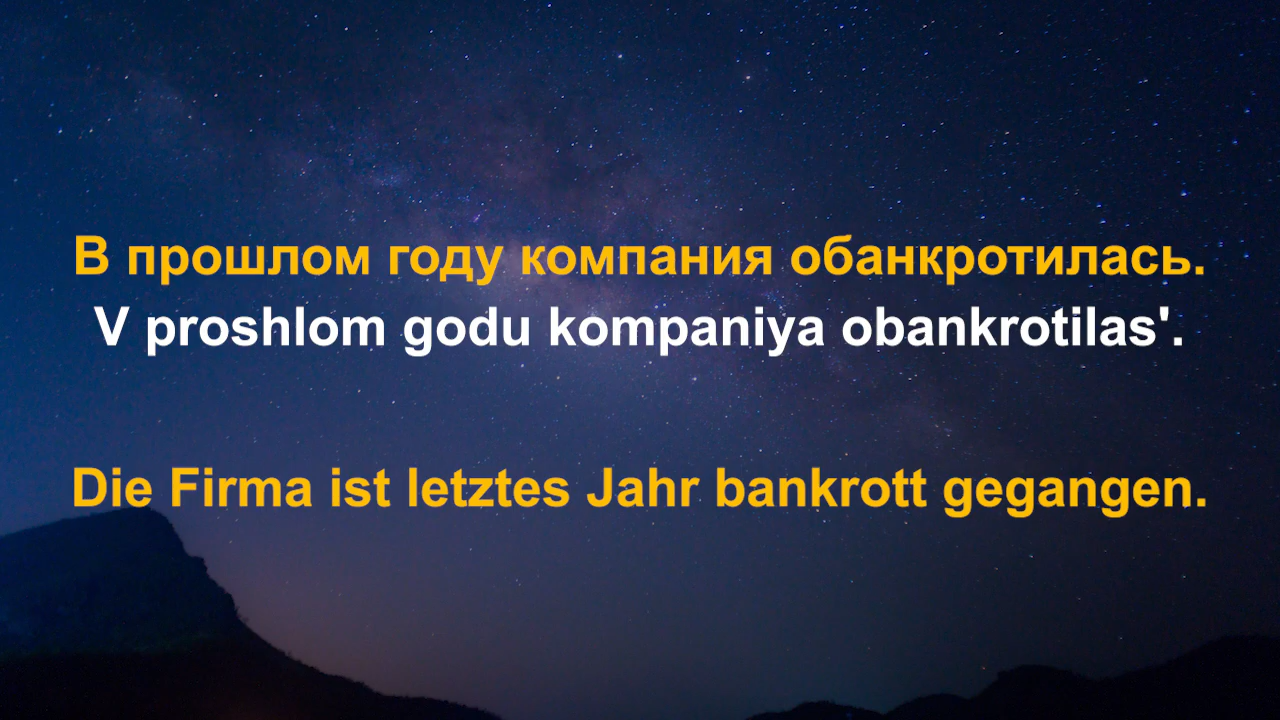 В прошлом году компания обанкротилась.
V proshlom godu kompaniya obankrotilas'.
Die Firma ist letztes Jahr bankrott gegangen.